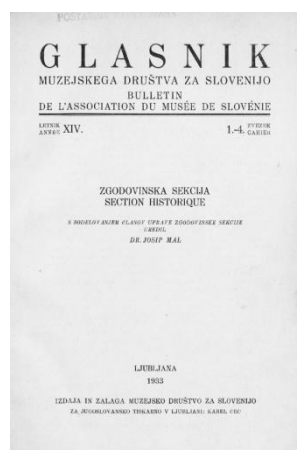 GLASNIK
MUZEJSKEGA DRUŠTVA ZA SLOVENIJO
BULLETIN
DE L'ASSOCIATION DU MUSÉE DE SLOVÉNIE
LETNIK
ANNÉE XIV. 1.-4. ZVEZEK
CAHIER
ZGODOVINSKA SEKCIJA
SECTION HISTORIQUE
S SODELOVANJEM ČLANOV UPRAVE ZGODOVINSKE SEKCIJE
UREDIL
DR. JOSIP MAL
LJUBLJANA
1933
IZDAJA IN ZALAGA MUZEJSKO DRUŠTVO ZA SLOVENIJO
ZA JUGOSLOVANSKO TISKARNO V LJUBLJANI: KAREL ČEČ